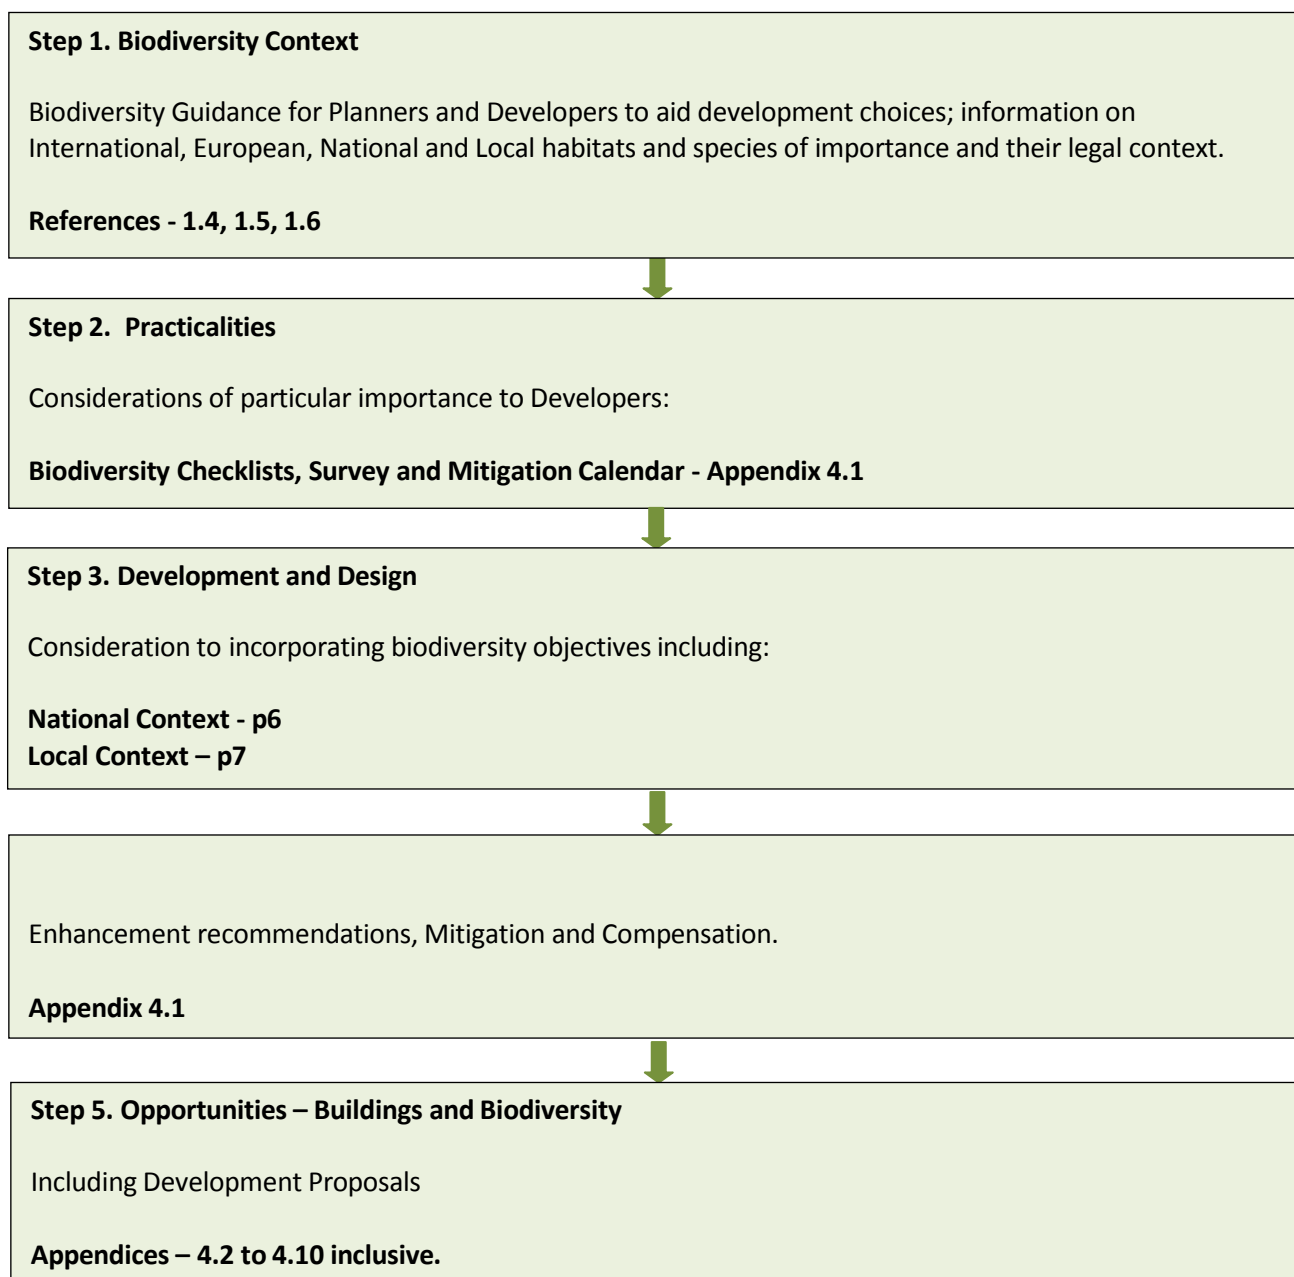 Step 1. Biodiversity Context
Biodiversity Guidance for Planners and Developers to aid development choices; information on
International, European, National and Local habitats and species of importance and their legal context.
References - 1.4, 1.5, 1.6
Step 2.  Practicalities
Considerations of particular importance to Developers:
Biodiversity Checklists, Survey and Mitigation Calendar - Appendix 4.1
Step 3. Development and Design
Consideration to incorporating biodiversity objectives including:
National Context - p6
Local Context – p7
Enhancement recommendations, Mitigation and Compensation.
Appendix 4.1
Step 5. Opportunities – Buildings and Biodiversity
Including Development Proposals
Appendices – 4.2 to 4.10 inclusive.